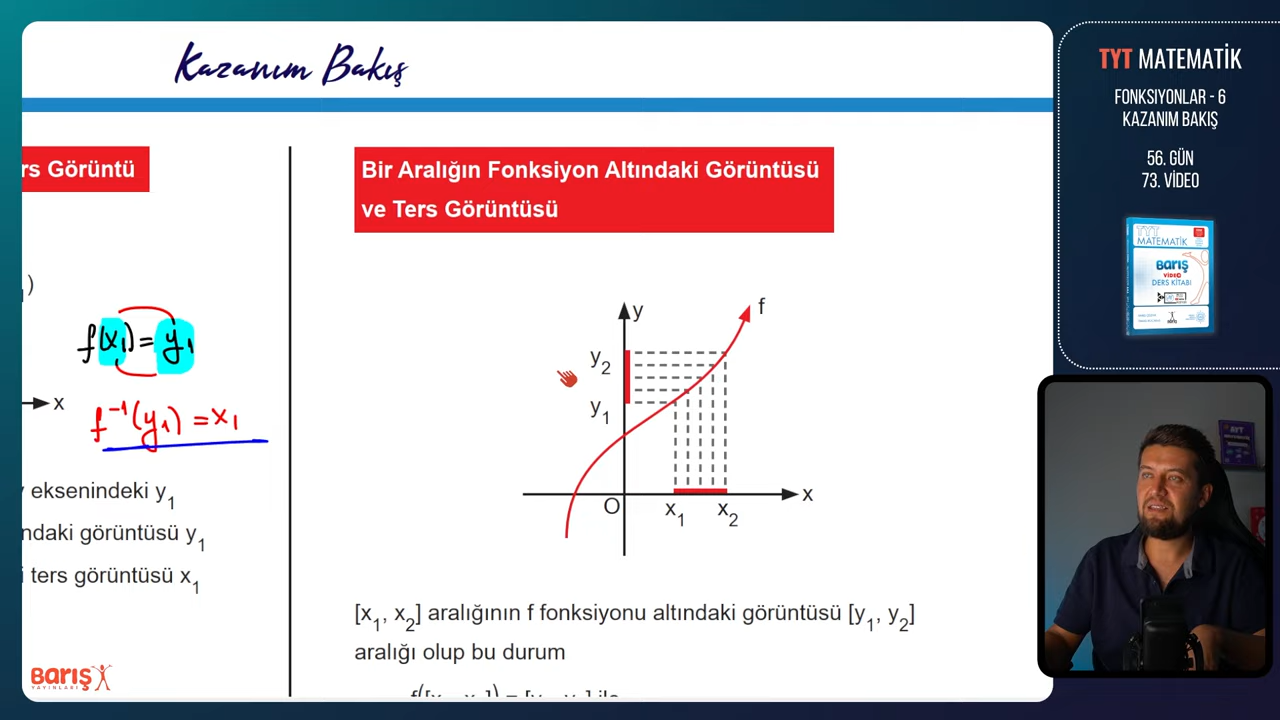 Kazanım Bakış
rs Görüntü
)
f(x₁) = y₁
x
f⁻¹(y₁) = x₁
eksenindeki y₁
ndaki görüntüsü y₁
ters görüntüsü x₁
BARIŞ
YAYINLARI
Bir Aralığın Fonksiyon Altındaki Görüntüsü
ve Ters Görüntüsü
y
f
y₂
y₁
O
x₁
x₂
x
[x₁, x₂] aralığının f fonksiyonu altındaki görüntüsü [y₁, y₂]
aralığı olup bu durum
TYT MATEMATİK
FONKSIYONLAR - 6
KAZANIM BAKIŞ
56. GÜN
73. VİDEO
TYT
MATEMATİK
BARIŞ
VİDEO
DERS KİTABI